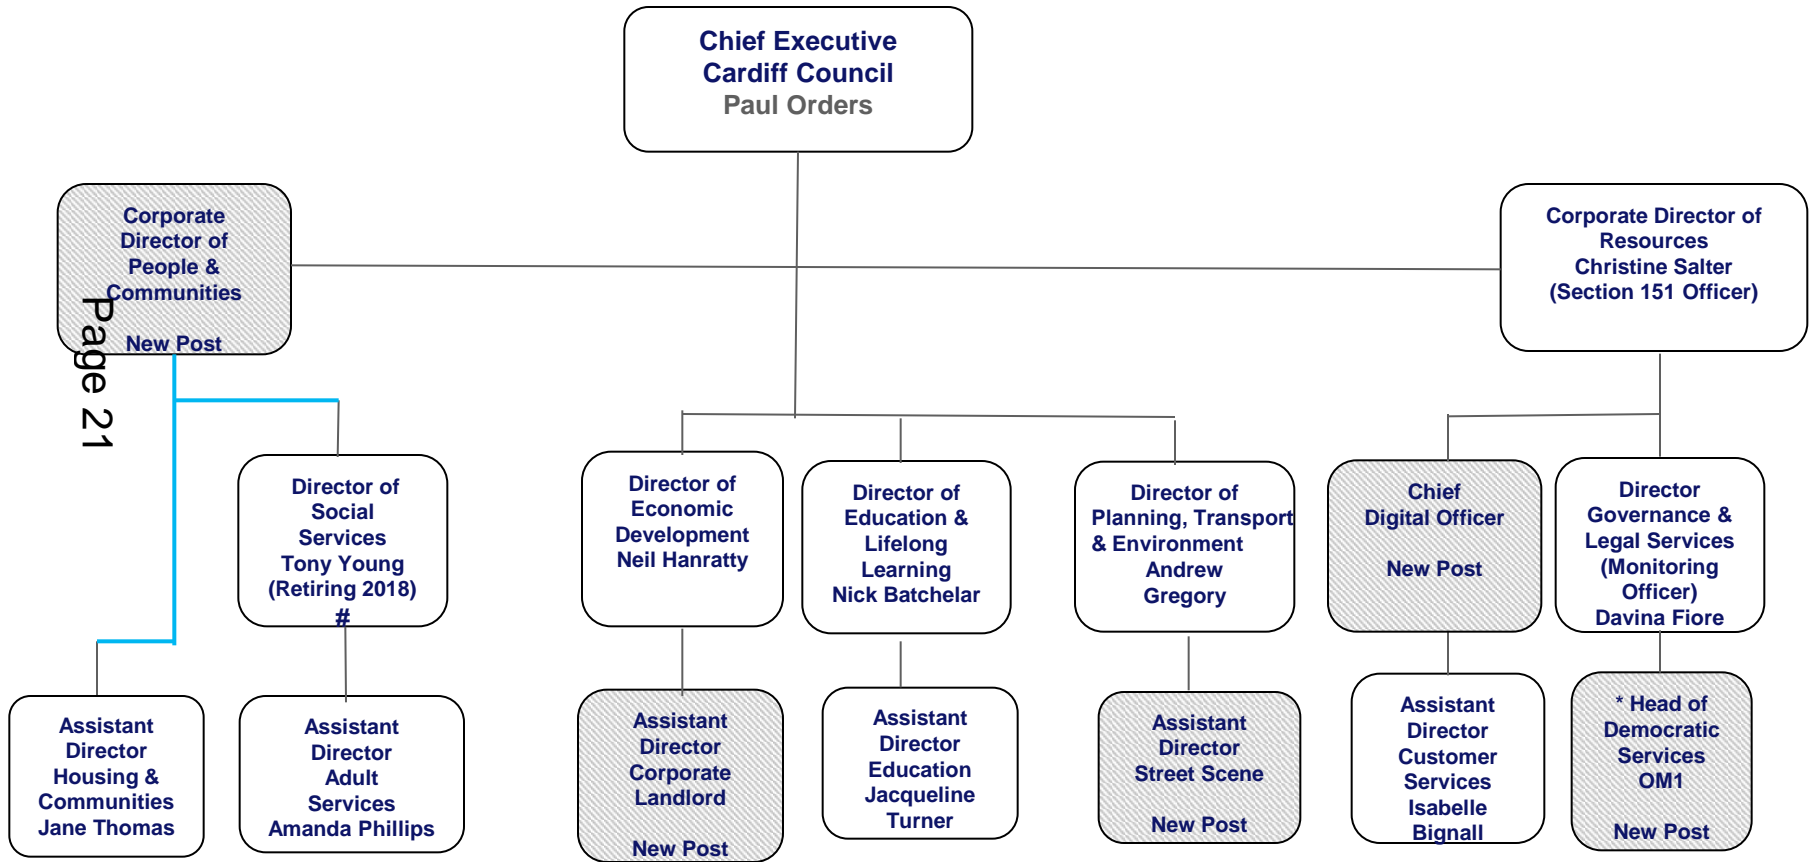 Chief Executive
Cardiff Council
Paul Orders
Corporate
Director of
People &
Communities
New Post
Corporate Director of
Resources
Christine Salter
(Section 151 Officer)
Page 21
Director of
Social
Services
Tony Young
(Retiring 2018)
#
Director of
Economic
Development
Neil Hanratty
Director of
Education &
Lifelong
Learning
Nick Batchelar
Director of
Planning, Transport
& Environment
Andrew
Gregory
Chief
Digital Officer
New Post
Director
Governance &
Legal Services
(Monitoring
Officer)
Davina Fiore
Assistant
Director
Housing &
Communities
Jane Thomas
Assistant
Director
Adult
Services
Amanda Phillips
Assistant
Director
Corporate
Landlord
New Post
Assistant
Director
Education
Jacqueline
Turner
Assistant
Director
Street Scene
New Post
Assistant
Director
Customer
Services
Isabelle
Bignall
* Head of
Democratic
Services
OM1
New Post